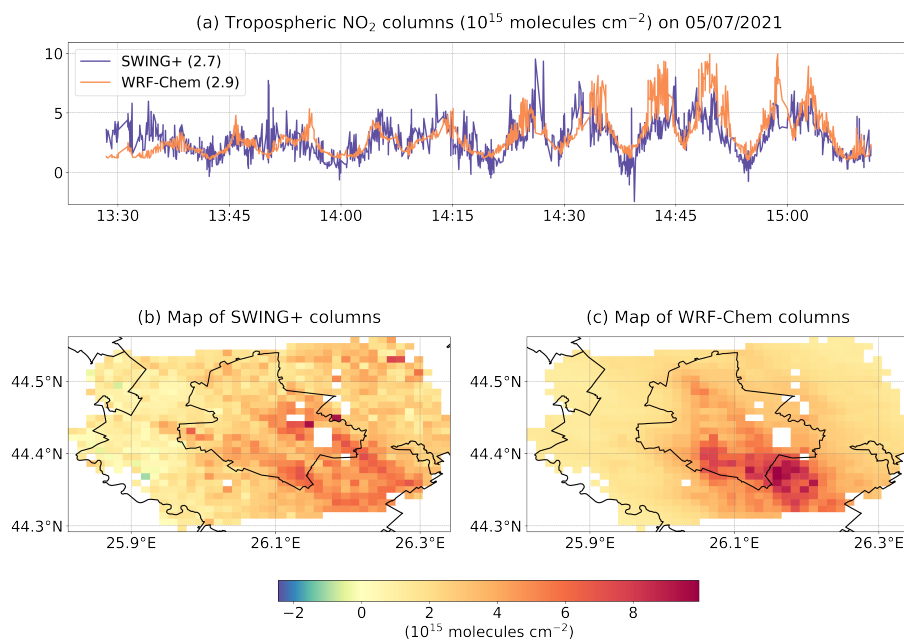 (a) Tropospheric NO₂ columns (10¹⁵ molecules cm⁻²) on 05/07/2021
10
5
0
SWING+ (2.7)
WRF-Chem (2.9)
13:30 13:45 14:00 14:15 14:30 14:45 15:00
(b) Map of SWING+ columns
(c) Map of WRF-Chem columns
44.5°N
44.4°N
44.3°N
25.9°E 26.1°E 26.3°E
44.5°N
44.4°N
44.3°N
25.9°E 26.1°E 26.3°E
−2 0 2 4 6 8
(10¹⁵ molecules cm⁻²)